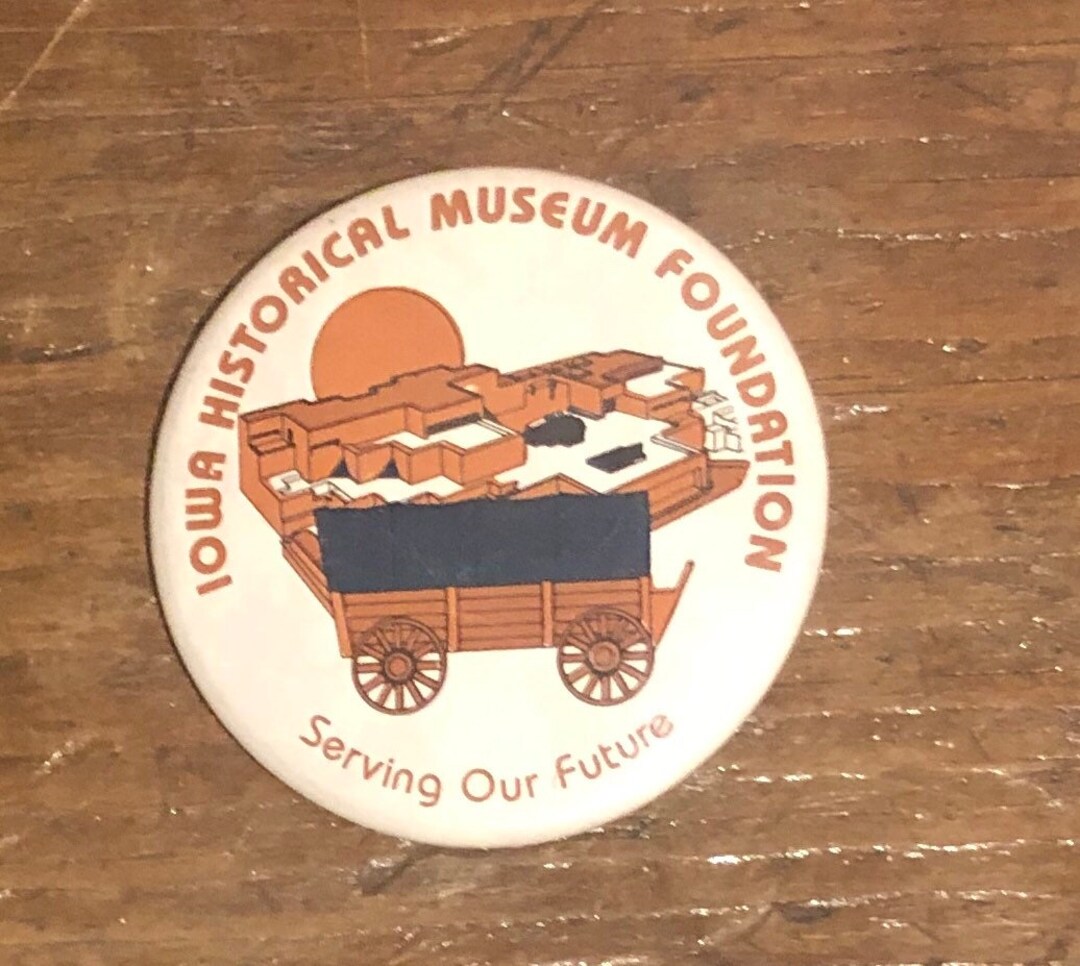 IOWA HISTORICAL MUSEUM FOUNDATION
Serving Our Future